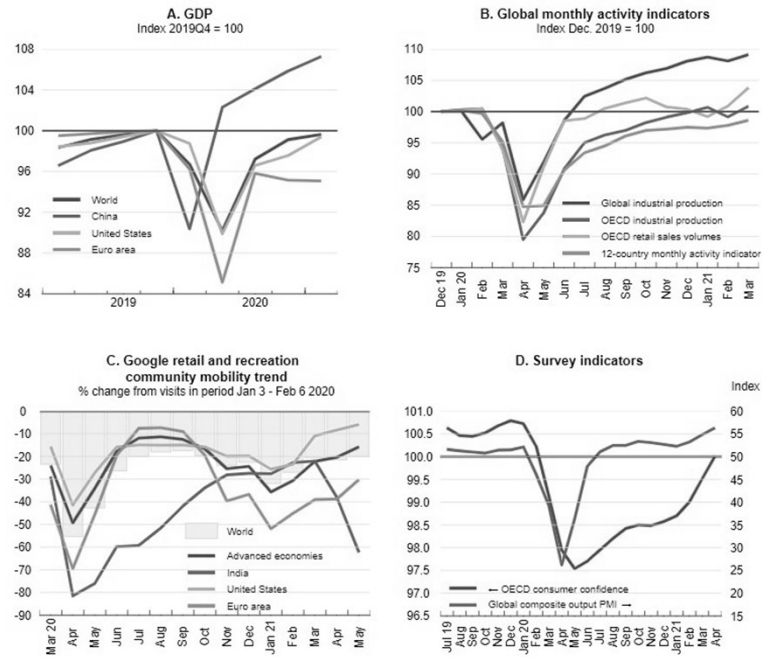 A. GDP
Index 2019Q4 = 100
108
104
100
96
92
88
84
World
China
United States
Euro area
2019
2020
B. Global monthly activity indicators
Index Dec. 2019 = 100
110
105
100
95
90
85
80
75
Global industrial production
OECD industrial production
OECD retail sales volumes
12-country monthly activity indicator
Dec 19
Jan 20
Feb
Mar
Apr
May
Jun
Jul
Aug
Sep
Oct
Nov
Dec
Jan 21
Feb
Mar
C. Google retail and recreation
community mobility trend
% change from visits in period Jan 3 - Feb 6 2020
0
-10
-20
-30
-40
-50
-60
-70
-80
-90
World
Advanced economies
India
United States
Euro area
Mar 20
Apr
May
Jun
Jul
Aug
Sep
Oct
Nov
Dec
Jan 21
Feb
Mar
Apr
May
D. Survey indicators
Index
101.0
100.5
100.0
99.5
99.0
98.5
98.0
97.5
97.0
96.5
60
55
50
45
40
35
30
25
20
15
← OECD consumer confidence
Global composite output PMI →
Jul 19
Aug
Sep
Oct
Nov
Dec
Jan 20
Feb
Mar
Apr
May
Jun
Jul
Aug
Sep
Oct
Nov
Dec
Jan 21
Feb
Mar
Apr